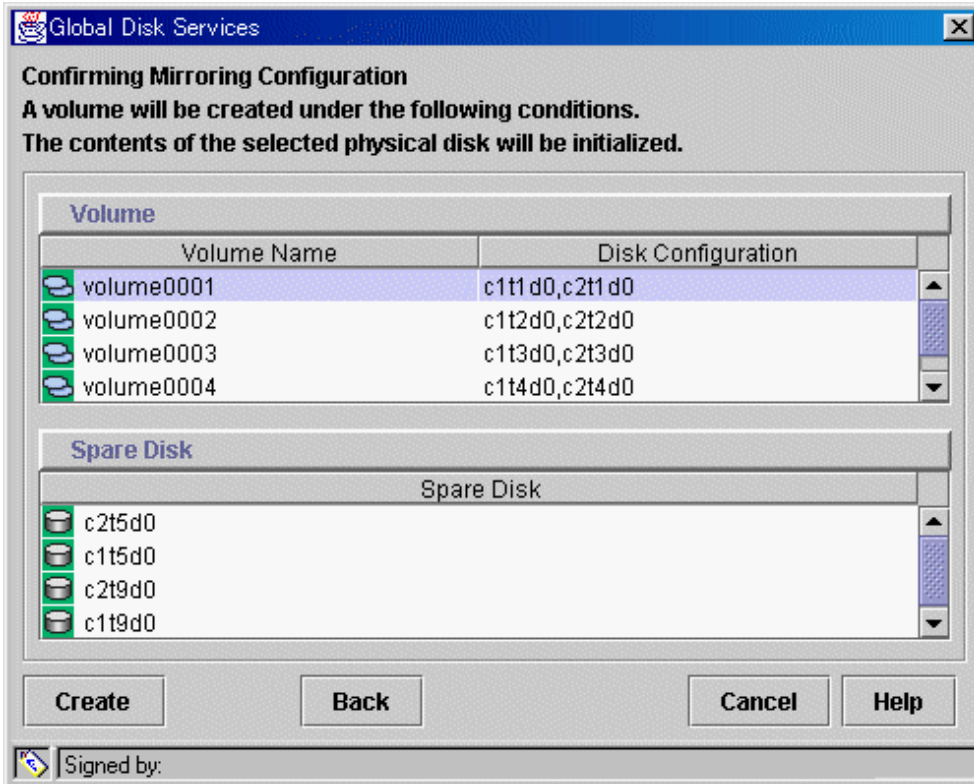 Global Disk Services
Confirming Mirroring Configuration
A volume will be created under the following conditions.
The contents of the selected physical disk will be initialized.
Volume
Volume Name Disk Configuration
volume0001 c1t1d0,c2t1d0
volume0002 c1t2d0,c2t2d0
volume0003 c1t3d0,c2t3d0
volume0004 c1t4d0,c2t4d0
Spare Disk
Spare Disk
c2t5d0
c1t5d0
c2t9d0
c1t9d0
Create Back Cancel Help
Signed by: